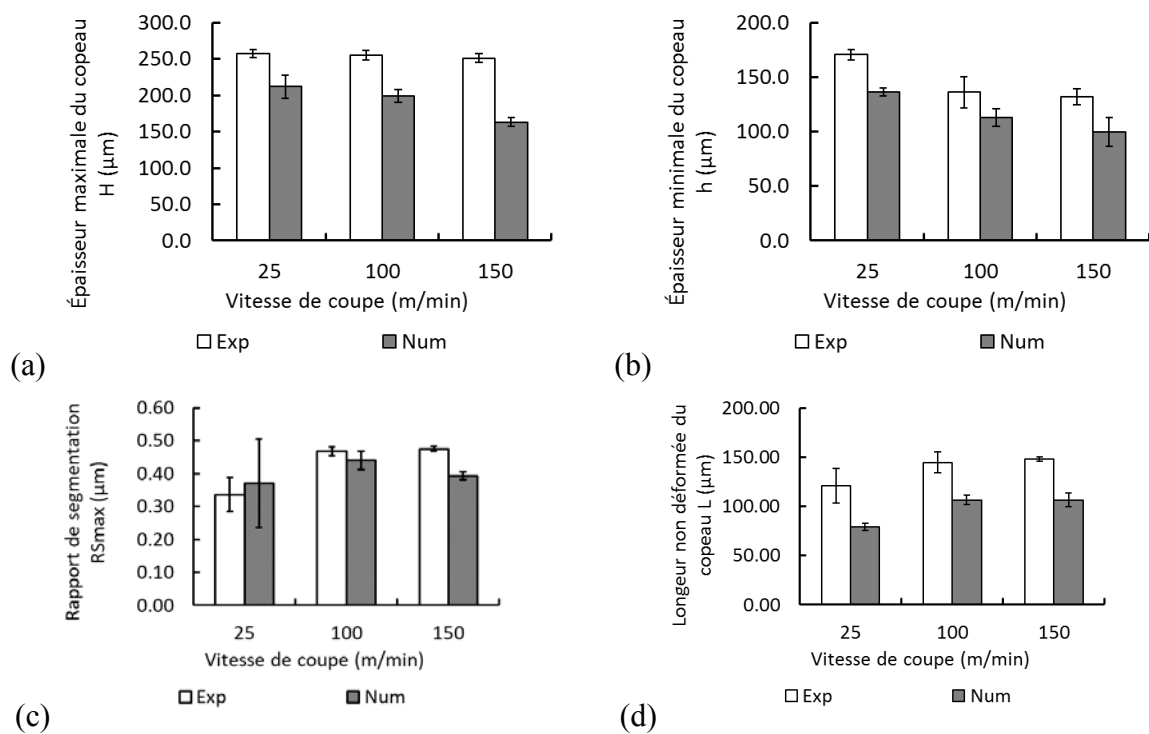 Épaisseur maximale du copeau
H (µm)
300.0
250.0
200.0
150.0
100.0
50.0
0.0
25 100 150
Vitesse de coupe (m/min)
Exp Num
(a)
Épaisseur minimale du copeau
h (µm)
200.0
150.0
100.0
50.0
0.0
25 100 150
Vitesse de coupe (m/min)
Exp Num
(b)
Rapport de segmentation
RSmax (µm)
0.60
0.50
0.40
0.30
0.20
0.10
0.00
25 100 150
Vitesse de coupe (m/min)
Exp Num
(c)
Longeur non déformée du
copeau L (µm)
200.00
150.00
100.00
50.00
0.00
25 100 150
Vitesse de coupe (m/min)
Exp Num
(d)